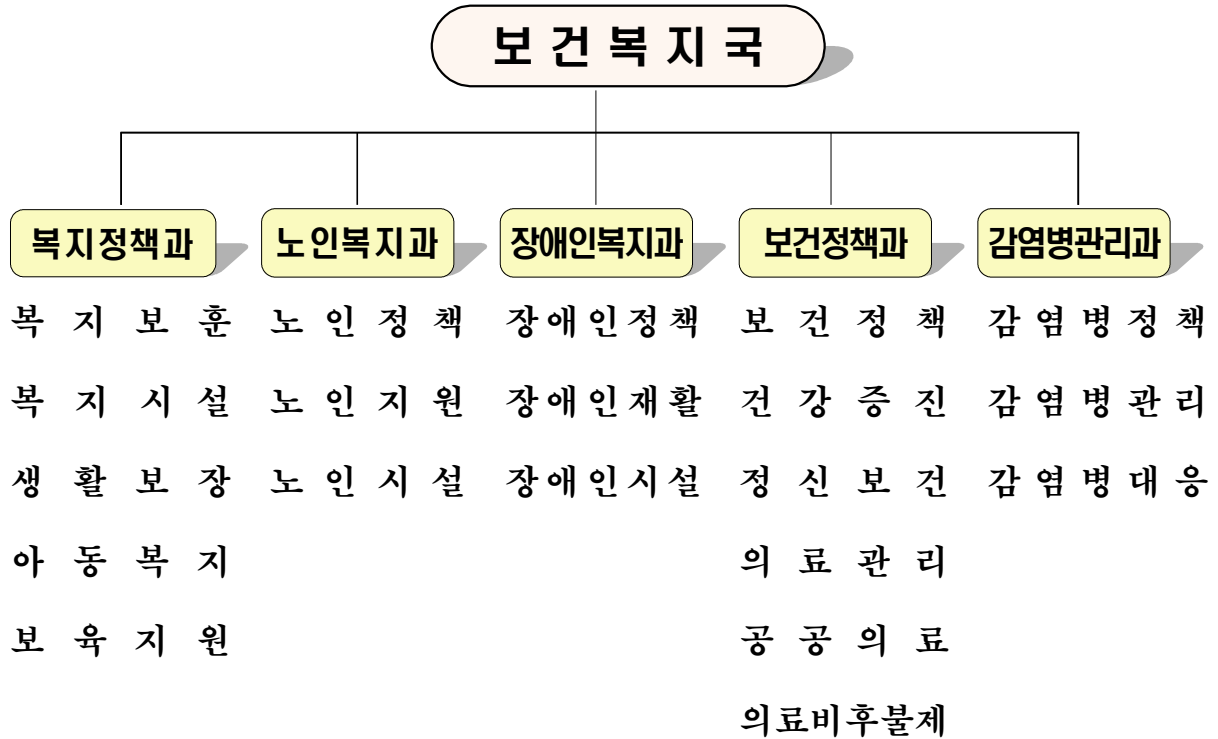 보건복지국
복지정책과 노인복지과 장애인복지과 보건정책과 감염병관리과
복지보훈 노인정책 장애인정책 보건정책 감염병정책
복지시설 노인지원 장애인재활 건강증진 감염병관리
생활보장 노인시설 장애인시설 정신보건 감염병대응
아동복지 의료관리
보육지원 공공의료
의료비후불제